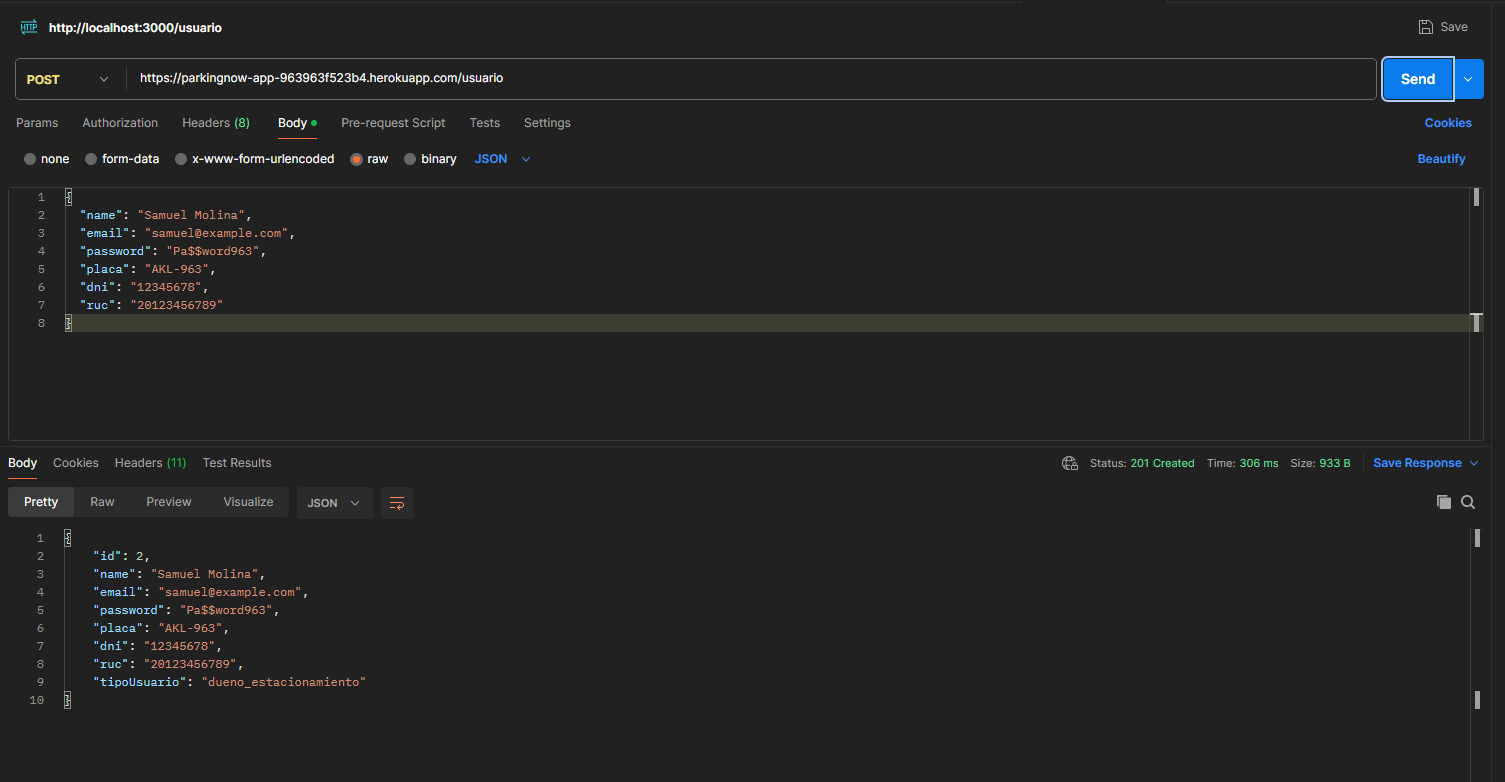 HTTP http://localhost:3000/usuario Save
POST https://parkingnow-app-963963f523b4.herokuapp.com/usuario Send
Params Authorization Headers (8) Body Pre-request Script Tests Settings Cookies
none form-data x-www-form-urlencoded raw binary JSON Beautify
1 {
2 "name": "Samuel Molina",
3 "email": "samuel@example.com",
4 "password": "Pa$$word963",
5 "placa": "AKL-963",
6 "dni": "12345678",
7 "ruc": "20123456789"
8 }
Body Cookies Headers (11) Test Results Status: 201 Created Time: 306 ms Size: 933 B Save Response
Pretty Raw Preview Visualize JSON
1 {
2 "id": 2,
3 "name": "Samuel Molina",
4 "email": "samuel@example.com",
5 "password": "Pa$$word963",
6 "placa": "AKL-963",
7 "dni": "12345678",
8 "ruc": "20123456789",
9 "tipoUsuario": "dueno_estacionamiento"
10 }